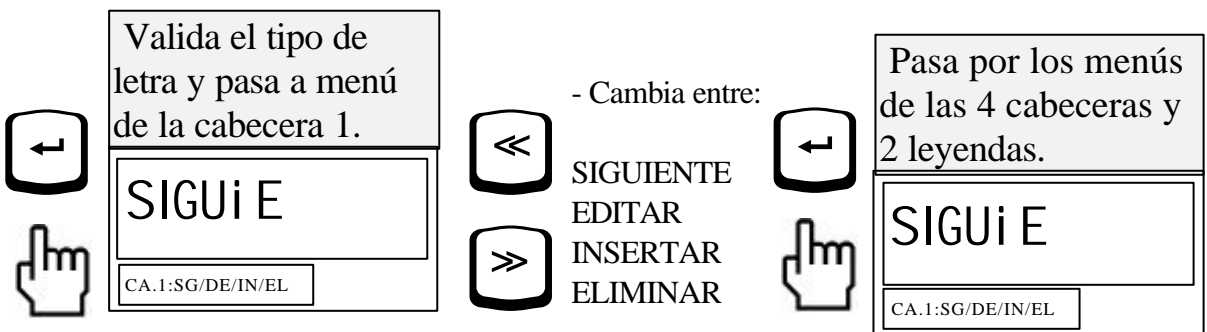 Valida el tipo de
letra y pasa a menú
de la cabecera 1.
SIGUi E
CA.1:SG/DE/IN/EL
- Cambia entre:
SIGUIENTE
EDITAR
INSERTAR
ELIMINAR
Pasa por los menús
de las 4 cabeceras y
2 leyendas.
SIGUi E
CA.1:SG/DE/IN/EL